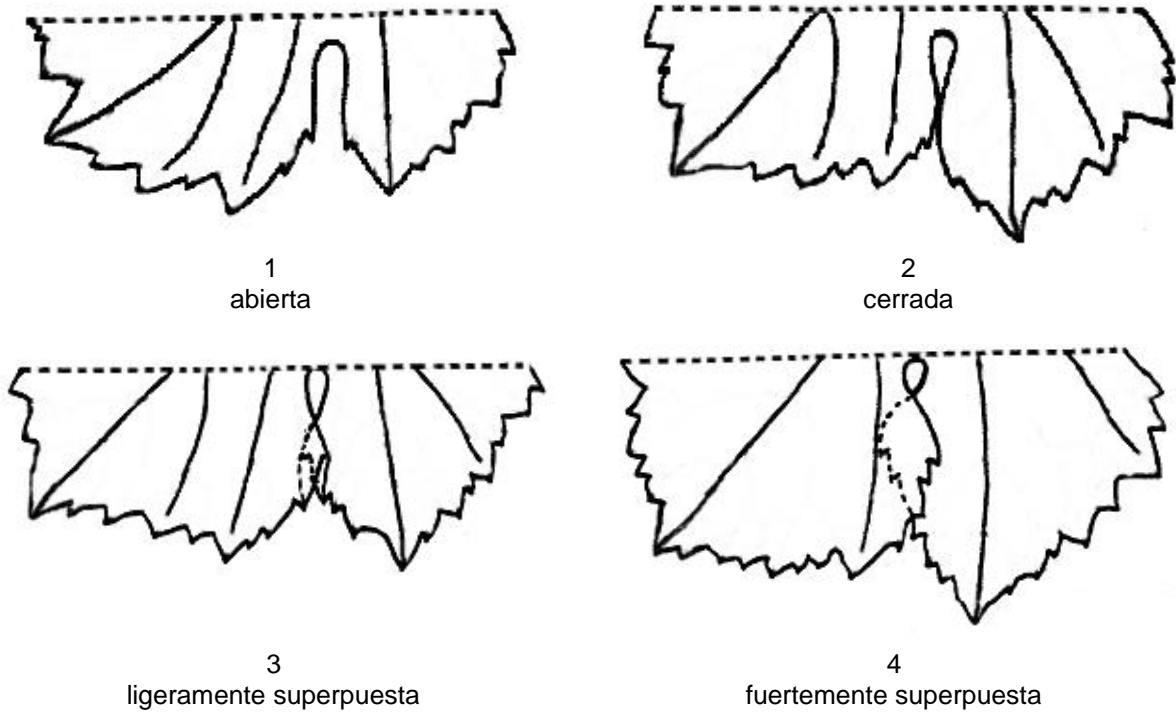 1
abierta
2
cerrada
3
ligeramente superpuesta
4
fuertemente superpuesta